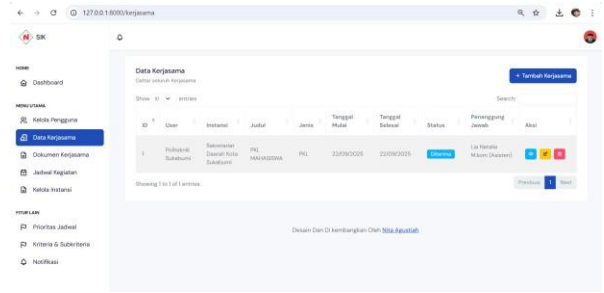 127.0.0.1:8000/kerjasama
SIK
HOME
Dashboard
MENU UTAMA
Kelola Pengguna
Data Kerjasama
Dokumen Kerjasama
Jadwal Kegiatan
Kelola Instansi
FITUR LAIN
Prioritas Jadwal
Kriteria & Subkriteria
Notifikasi
Data Kerjasama
Daftar seluruh Kerjasama
+ Tambah Kerjasama
Show 10 entries
Search:
ID User Instansi Judul Jenis Tanggal Mulai Tanggal Selesai Status Penanggung Jawab Aksi
1 Politeknik Sukabumi Sekretariat Daerah Kota Sukabumi PKL MAHASISWA PKL 22/09/2025 Diterima Lia Natalia
Showing 1 to 1 of 1 entries
Previous 1 Next
Desain Dan Di kembangkan Oleh Nita Agustiah